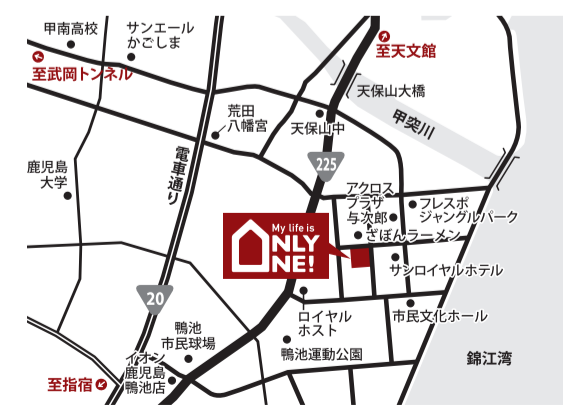 甲南高校
サンエール
かごしま
至天文館
至武岡トンネル
天保山大橋
荒田
八幡宮
天保山中
甲突川
電車通り
225
鹿児島
大学
アクロス
プラザ
与次郎
フレスポ
ジャングルパーク
ざぼんラーメン
My life is
ONLY
ONE!
サンロイヤルホテル
20
ロイヤル
ホスト
市民文化ホール
鴨池
市民球場
鴨池運動公園
イオン
鹿児島
鴨池店
錦江湾
至指宿